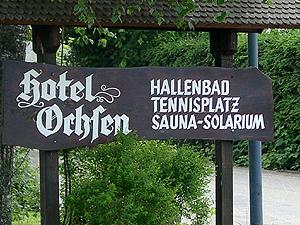 Hotel
Ochsen
HALLENBAD
TENNISPLATZ
SAUNA-SOLARIUM